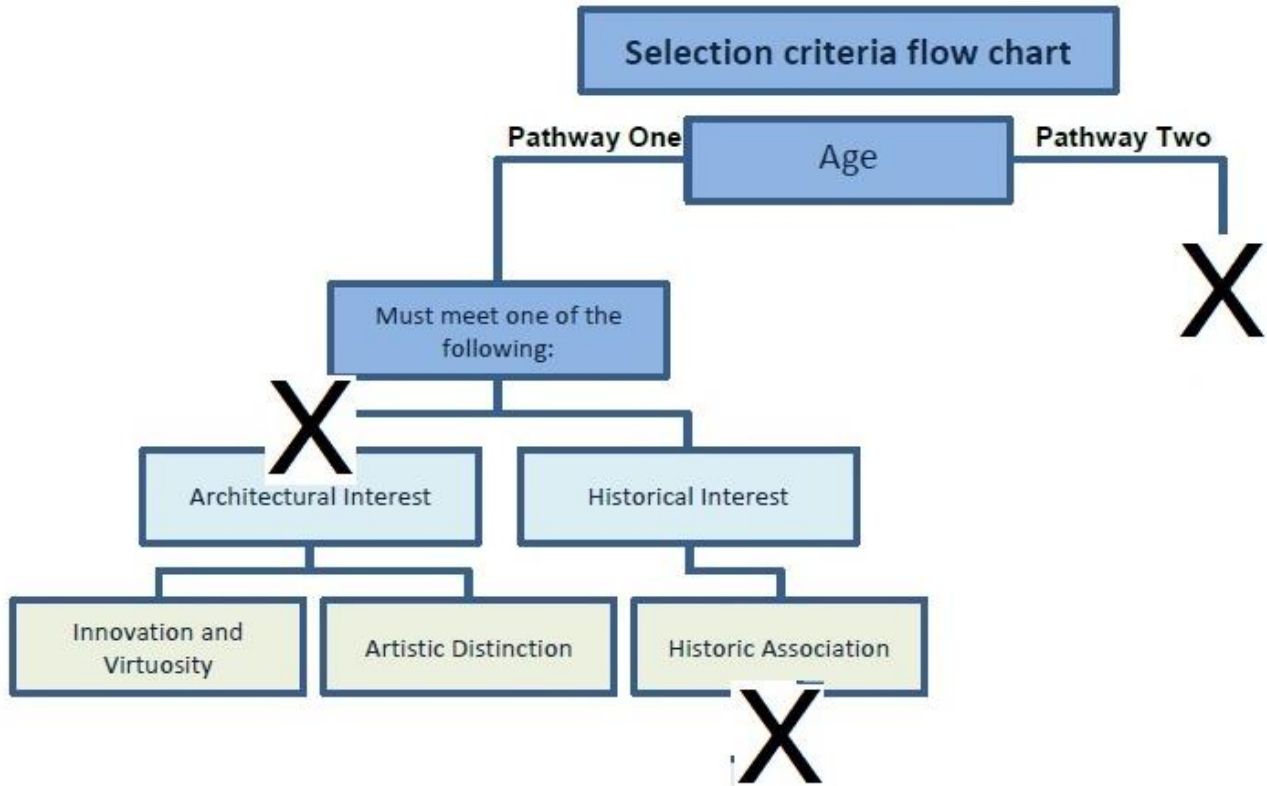 Selection criteria flow chart
Pathway One
Age
Pathway Two
X
Must meet one of the
following:
X
Architectural Interest
Historical Interest
Innovation and
Virtuosity
Artistic Distinction
Historic Association
X